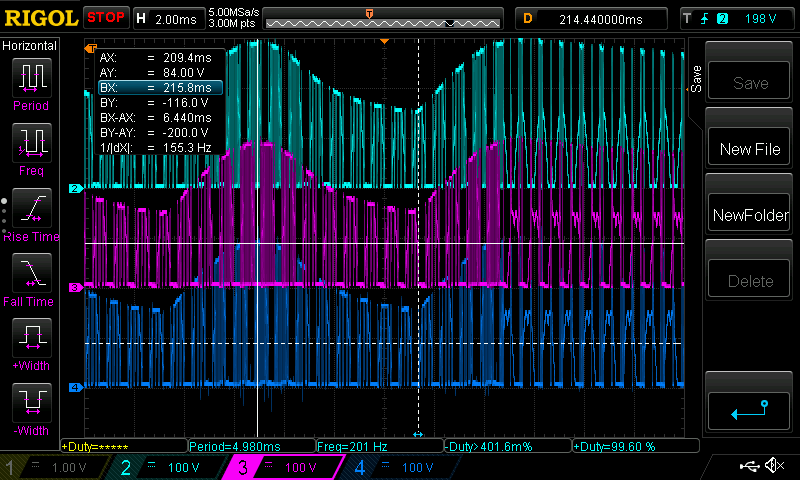 RIGOL STOP H 2.00ms 5.00MSa/s 3.00M pts T D 214.440000ms T 2 198 V
Horizontal
Period
Freq
Rise Time
Fall Time
+Width
-Width
T
AX: = 209.4ms
AY: = 84.00 V
BX: = 215.8ms
BY: = -116.0 V
BX-AX: = 6.440ms
BY-AY: = -200.0 V
1/|dX|: = 155.3 Hz
2
3
4
Save
Save
New File
NewFolder
Delete
+Duty=***** Period=4.980ms Freq=201 Hz -Duty>401.6m% +Duty=99.60 %
1 = 1.00 V 2 = 100 V 3 = 100 V 4 = 100 V